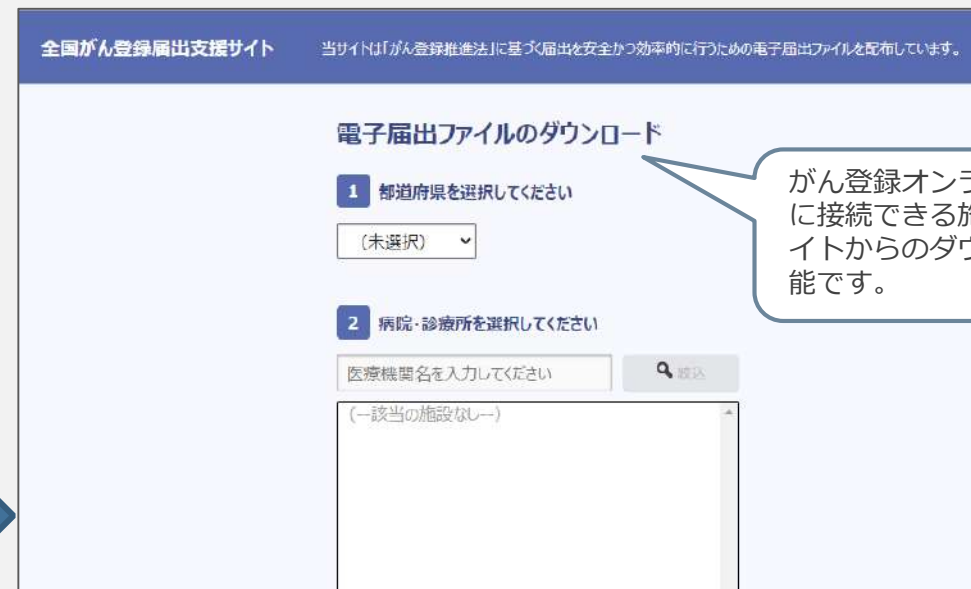 全国がん登録届出支援サイト
当サイトは「がん登録推進法」に基づく届出を安全かつ効率的に行うための電子届出ファイルを配布しています。
電子届出ファイルのダウンロード
1 都道府県を選択してください
(未選択)
がん登録オンラ
に接続できる施
イトからのダウ
能です。
2 病院・診療所を選択してください
医療機関名を入力してください
絞込
(--該当の施設なし--)